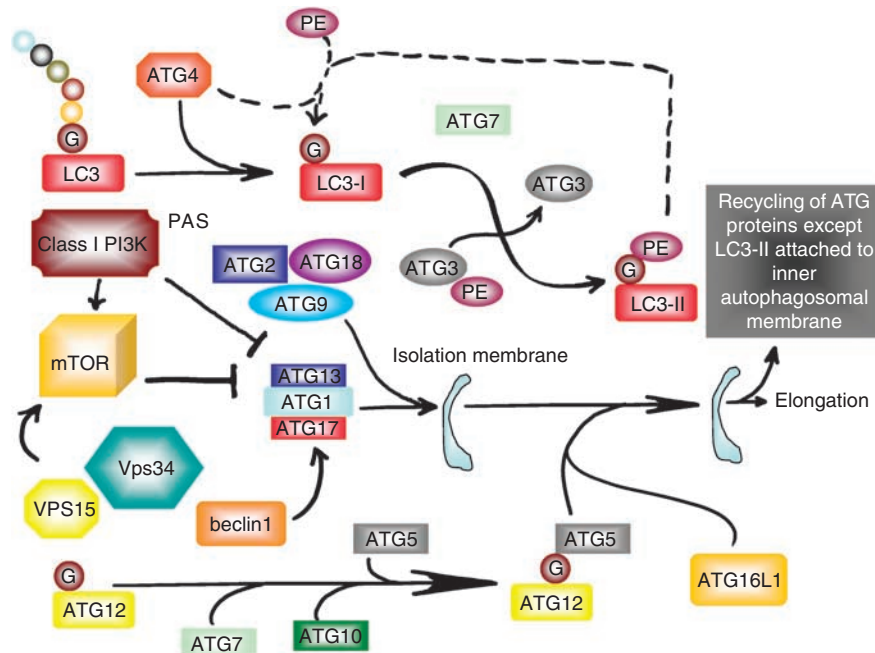 PE
ATG4
ATG7
G
G
LC3
LC3-I
ATG3
Recycling of ATG
proteins except
LC3-II attached to
inner
autophagosomal
membrane
PAS
Class I PI3K
ATG2
ATG18
ATG3
PE
PE
G
LC3-II
ATG9
mTOR
Isolation membrane
ATG13
ATG1
ATG17
Elongation
Vps34
VPS15
beclin1
ATG5
ATG5
G
G
ATG12
ATG12
ATG16L1
ATG7
ATG10